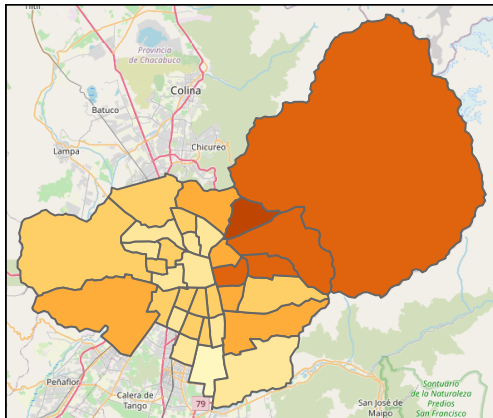 Tiltil
Provincia
de Chacabuco
Colina
Batuco
Chicureo
Lampa
Peñaflor
Calera de
Tango
79
San José de
Maipo
Santuario
de la Naturaleza
Predios
San Francisco